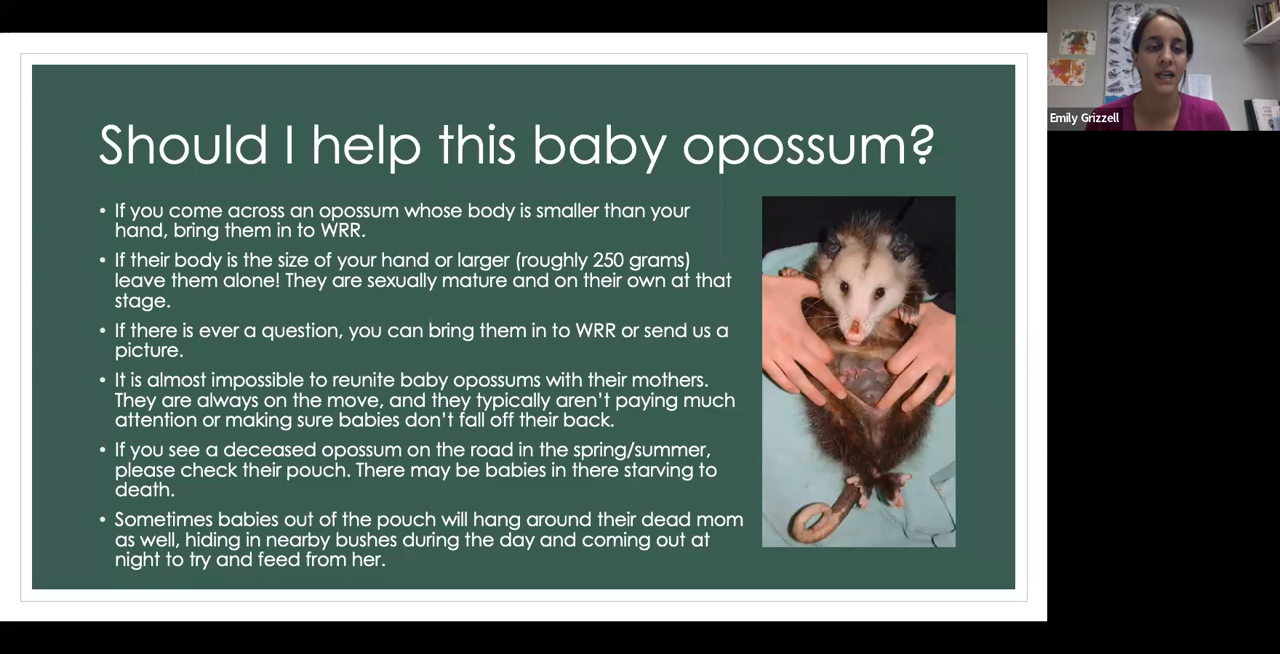 Should I help this baby opossum?
• If you come across an opossum whose body is smaller than your
hand, bring them in to WRR.
• If their body is the size of your hand or larger (roughly 250 grams)
leave them alone! They are sexually mature and on their own at that
stage.
• If there is ever a question, you can bring them in to WRR or send us a
picture.
• It is almost impossible to reunite baby opossums with their mothers.
They are always on the move, and they typically aren't paying much
attention or making sure babies don't fall off their back.
• If you see a deceased opossum on the road in the spring/summer,
please check their pouch. There may be babies in there starving to
death.
• Sometimes babies out of the pouch will hang around their dead mom
as well, hiding in nearby bushes during the day and coming out at
night to try and feed from her.
Emily Grizzell